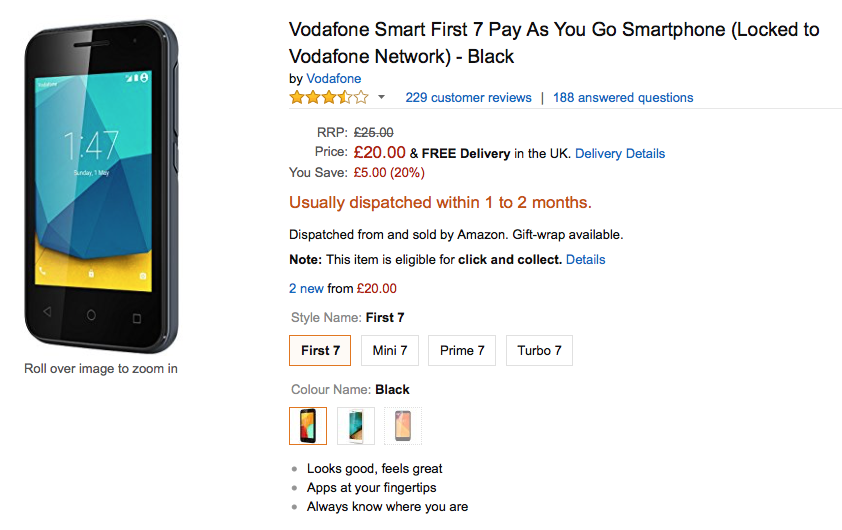 Vodafone Smart First 7 Pay As You Go Smartphone (Locked to
Vodafone Network) - Black
by Vodafone
229 customer reviews | 188 answered questions
RRP: £25.00
Price: £20.00 & FREE Delivery in the UK. Delivery Details
You Save: £5.00 (20%)
Usually dispatched within 1 to 2 months.
Dispatched from and sold by Amazon. Gift-wrap available.
Note: This item is eligible for click and collect. Details
2 new from £20.00
Style Name: First 7
First 7 Mini 7 Prime 7 Turbo 7
Colour Name: Black
Looks good, feels great
Apps at your fingertips
Always know where you are
Vodafone
1:47
Sunday, 1 May
Roll over image to zoom in